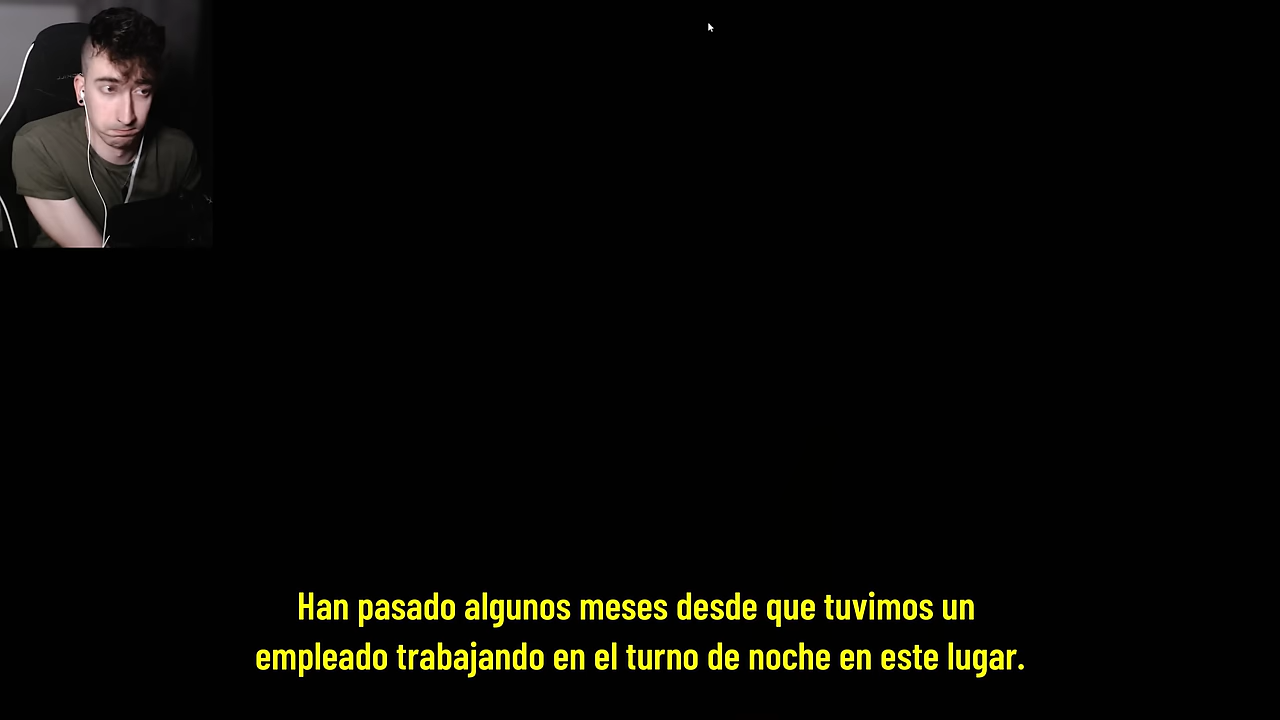 Han pasado algunos meses desde que tuvimos un
empleado trabajando en el turno de noche en este lugar.